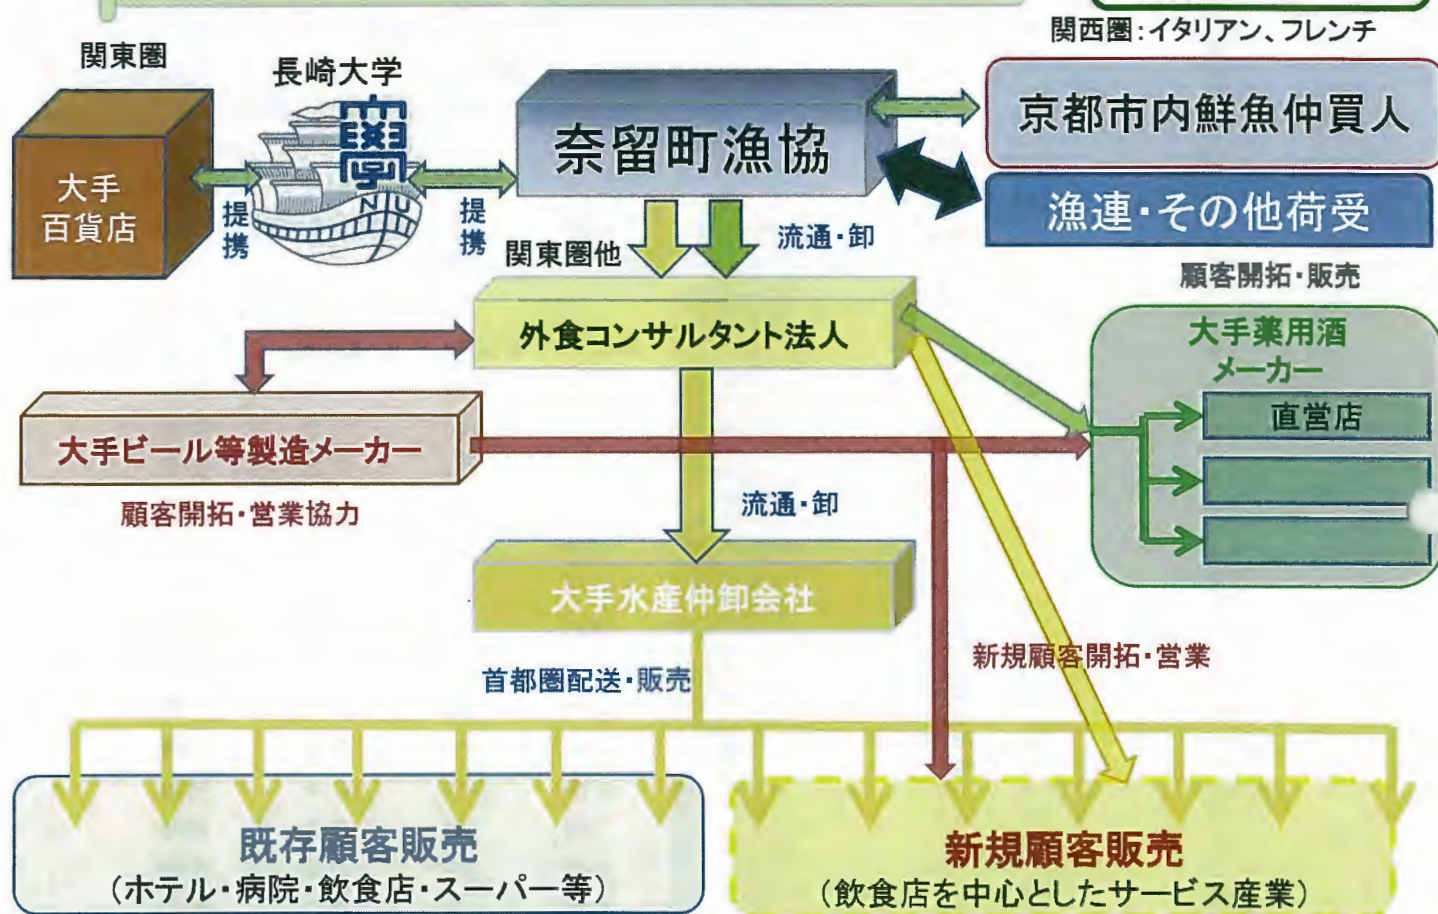 関西圏：イタリアン、フレンチ
関東圏
長崎大学
奈留町漁協
京都市内鮮魚仲買人
大手
百貨店
提携
提携
漁連・その他荷受
関東圏他
流通・卸
顧客開拓・販売
外食コンサルタント法人
大手薬用酒
メーカー
直営店
大手ビール等製造メーカー
顧客開拓・営業協力
流通・卸
大手水産仲卸会社
新規顧客開拓・営業
首都圏配送・販売
既存顧客販売
（ホテル・病院・飲食店・スーパー等）
新規顧客販売
（飲食店を中心としたサービス産業）